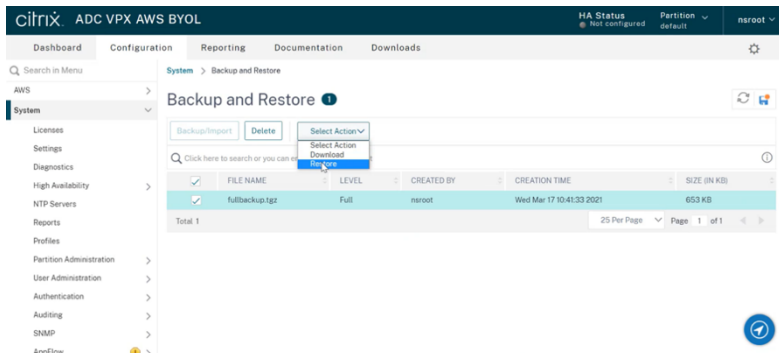 citrix. ADC VPX AWS BYOL
HA Status
Not configured
Partition
default
nsroot
Dashboard Configuration Reporting Documentation Downloads
Search in Menu
AWS
System
Licenses
Settings
Diagnostics
High Availability
NTP Servers
Reports
Profiles
Partition Administration
User Administration
Authentication
Auditing
SNMP
AppFlow
System > Backup and Restore
Backup and Restore 1
Backup/Import Delete Select Action
Select Action
Download
Restore
Click here to search or you can en
FILE NAME LEVEL CREATED BY CREATION TIME SIZE (IN KB)
fullbackup.tgz Full nsroot Wed Mar 17 10:41:33 2021 653 KB
Total 1
25 Per Page Page 1 of 1